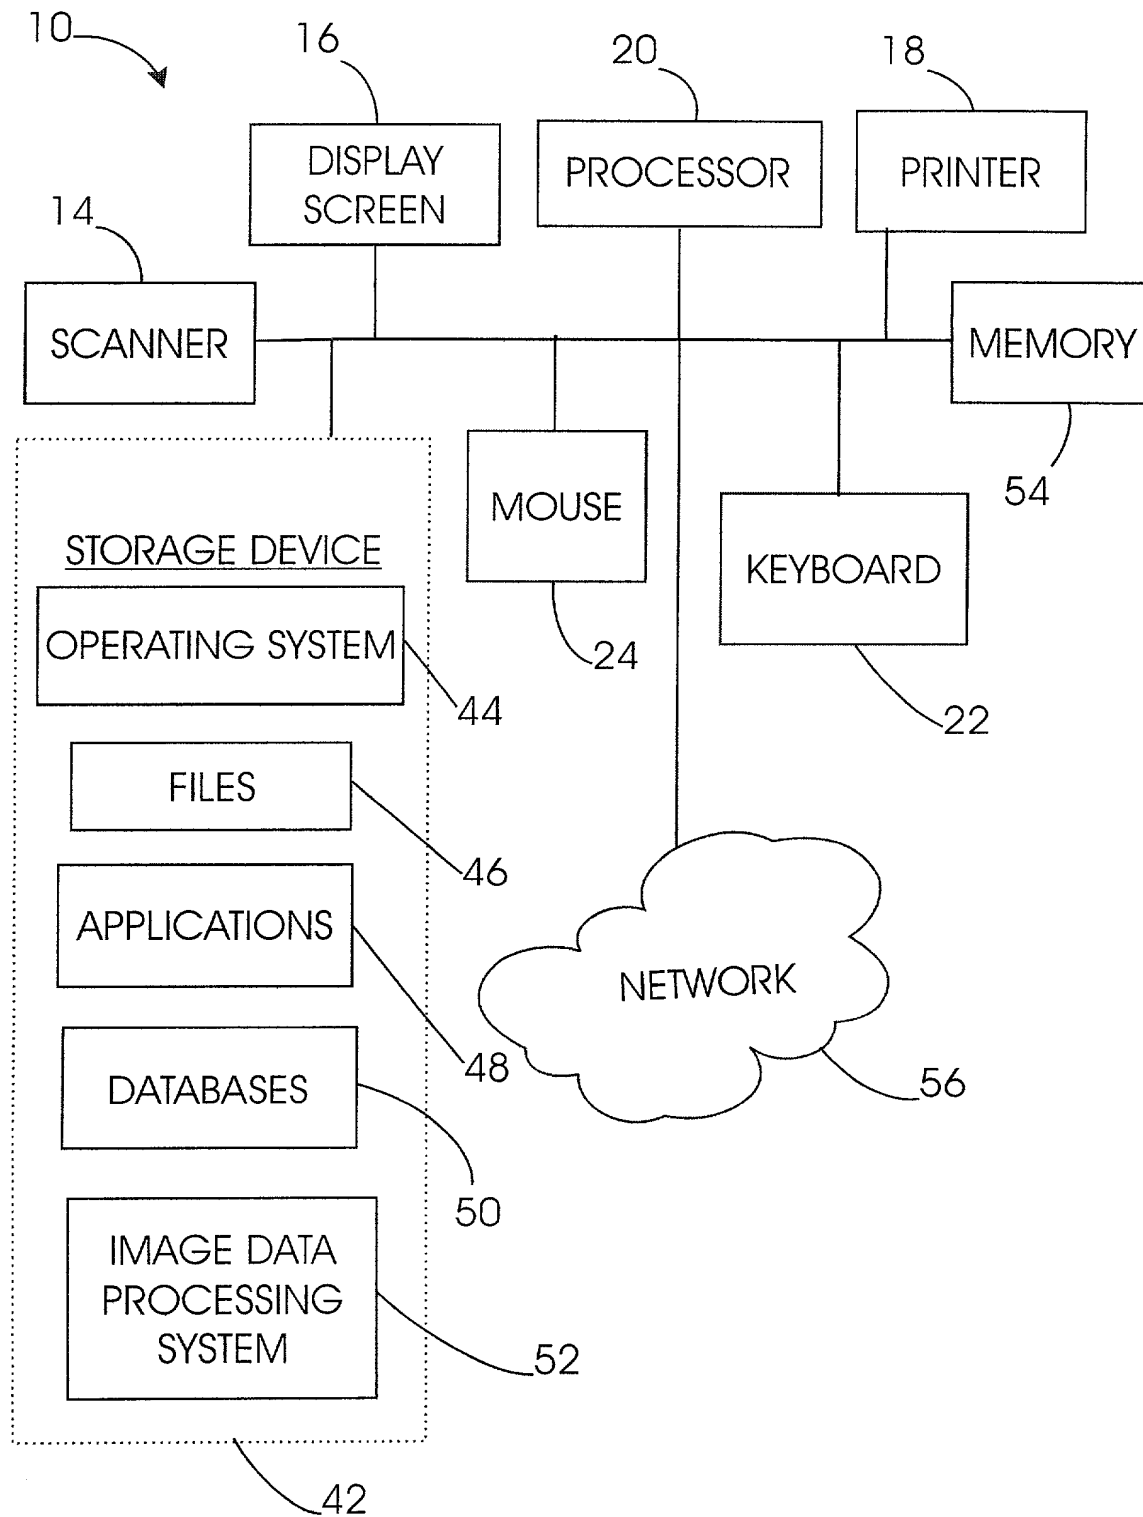 10
16
20
18
DISPLAY
SCREEN
PROCESSOR
PRINTER
14
SCANNER
MEMORY
54
MOUSE
24
KEYBOARD
22
STORAGE DEVICE
OPERATING SYSTEM
44
FILES
46
APPLICATIONS
48
NETWORK
56
DATABASES
50
IMAGE DATA
PROCESSING
SYSTEM
52
42